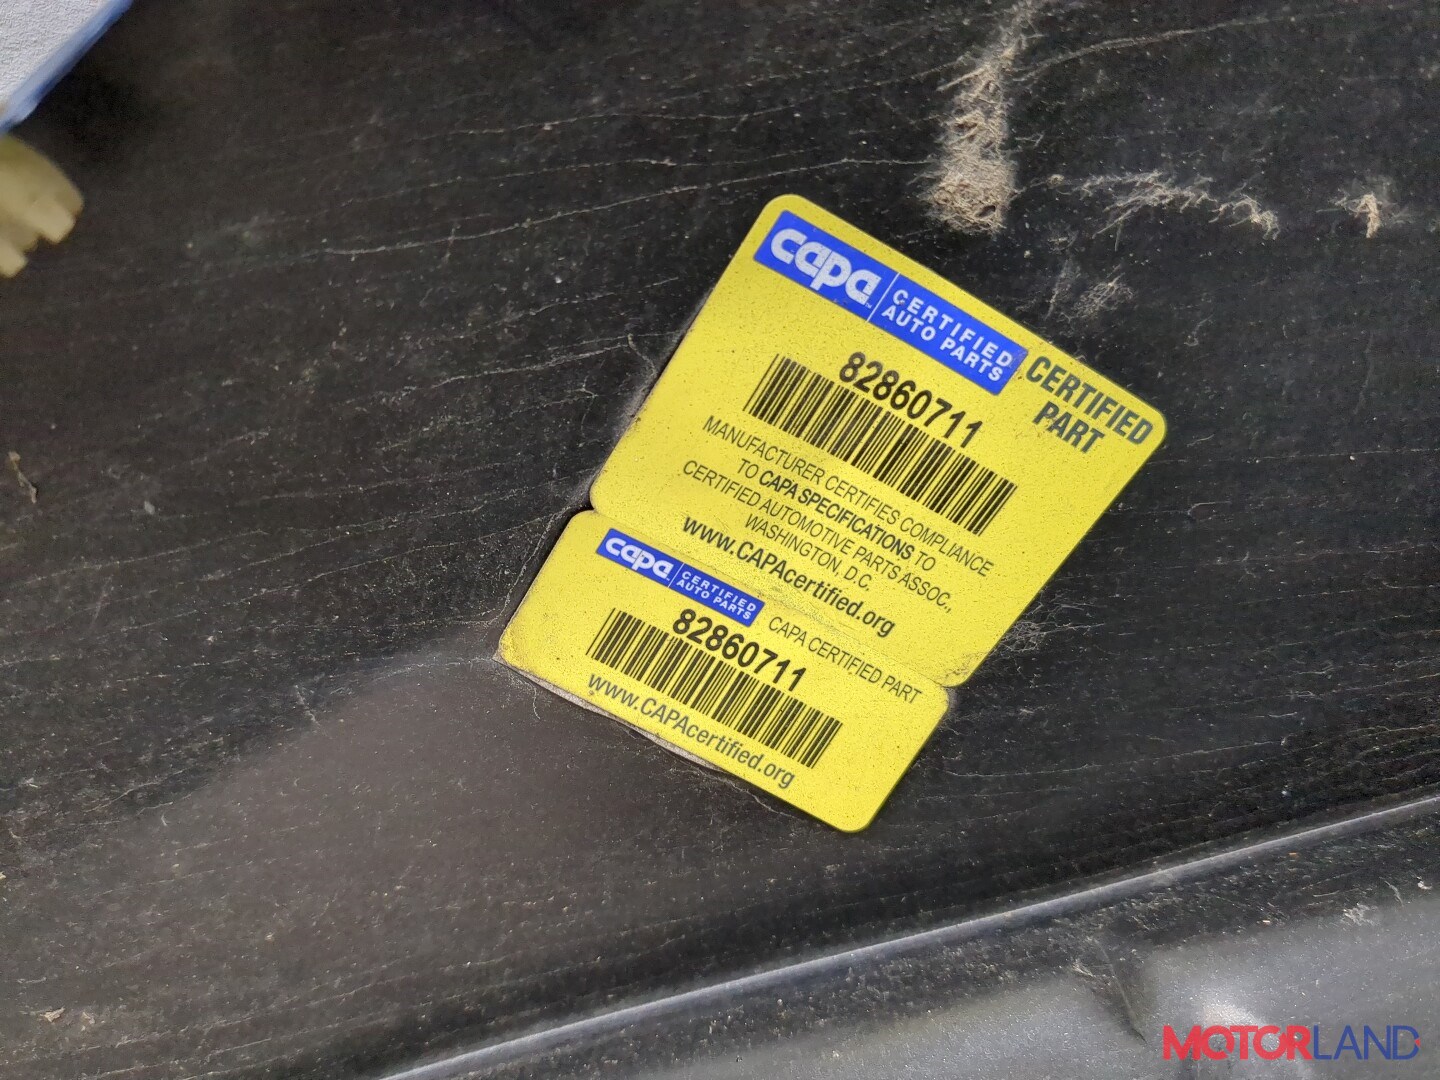 capa CERTIFIED
AUTO PARTS
CERTIFIED
PART
82860711
MANUFACTURER CERTIFIES COMPLIANCE
TO CAPA SPECIFICATIONS TO
CERTIFIED AUTOMOTIVE PARTS ASSOC.,
WASHINGTON, D.C.
www.CAPAcertified.org
capa CERTIFIED
AUTO PARTS
CAPA CERTIFIED PART
82860711
www.CAPAcertified.org
MOTORLAND